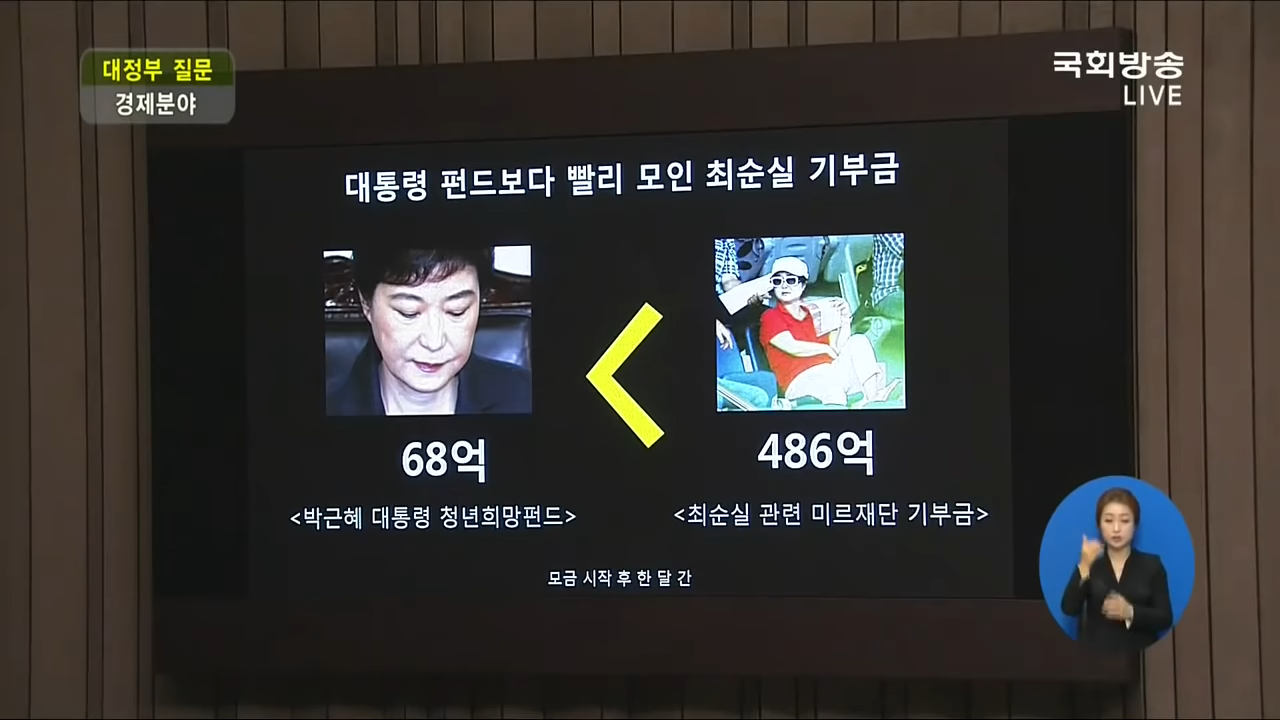 대정부 질문
경제분야
국회방송
LIVE
대통령 펀드보다 빨리 모인 최순실 기부금
68억
486억
<박근혜 대통령 청년희망펀드>
<최순실 관련 미르재단 기부금>
모금 시작 후 한 달 간